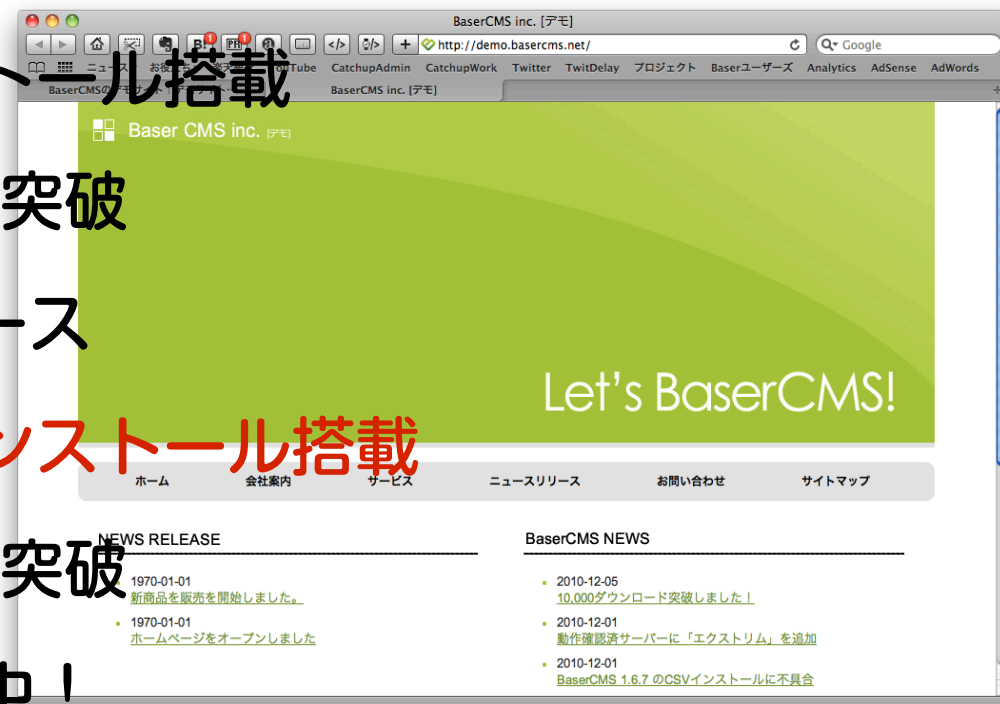 BaserCMS inc. [デモ]
http://demo.basercms.net/
Google
ニュース
YouTube CatchupAdmin CatchupWork Twitter TwitDelay プロジェクト Baserユーザーズ Analytics AdSense AdWords
BaserCMS inc. [デモ]
トール搭載
Baser CMS inc. [デモ]
突破
ース
Let's BaserCMS!
ンストール搭載
ホーム 会社案内 サービス ニュースリリース お問い合わせ サイトマップ
NEWS RELEASE
突破
1970-01-01
新商品を販売を開始しました。
1970-01-01
ホームページをオープンしました
BaserCMS NEWS
2010-12-05
10,000ダウンロード突破しました！
2010-12-01
動作確認済サーバーに「エクストリム」を追加
2010-12-01
BaserCMS 1.6.7 のCSVインストールに不具合
中！